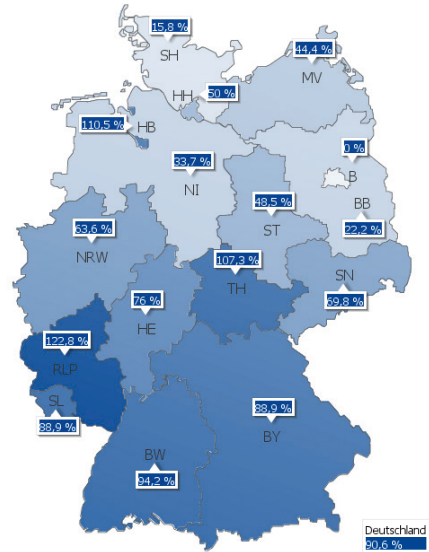 15,8 %
SH
44,4 %
MV
HH
50 %
110,5 %
HB
0 %
B
33,7 %
NI
48,5 %
ST
BB
22,2 %
63,6 %
NRW
107,3 %
TH
SN
69,8 %
76 %
HE
122,8 %
RLP
SL
88,9 %
88,9 %
BY
BW
94,2 %
Deutschland
90,6 %